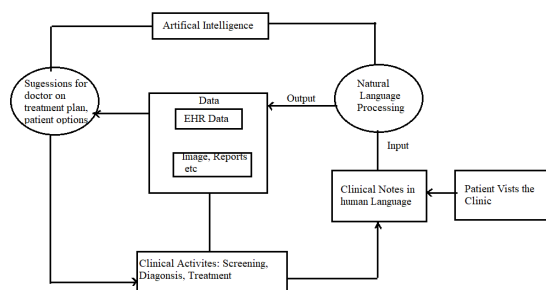 Artifical Intelligence
Sugessions for
doctor on
treatment plan,
patient options
Data
EHR Data
Image, Reports
etc
Output
Natural
Language
Processing
Input
Clinical Notes in
human Language
Patient Vists the
Clinic
Clinical Activites: Screening,
Diagonsis, Treatment